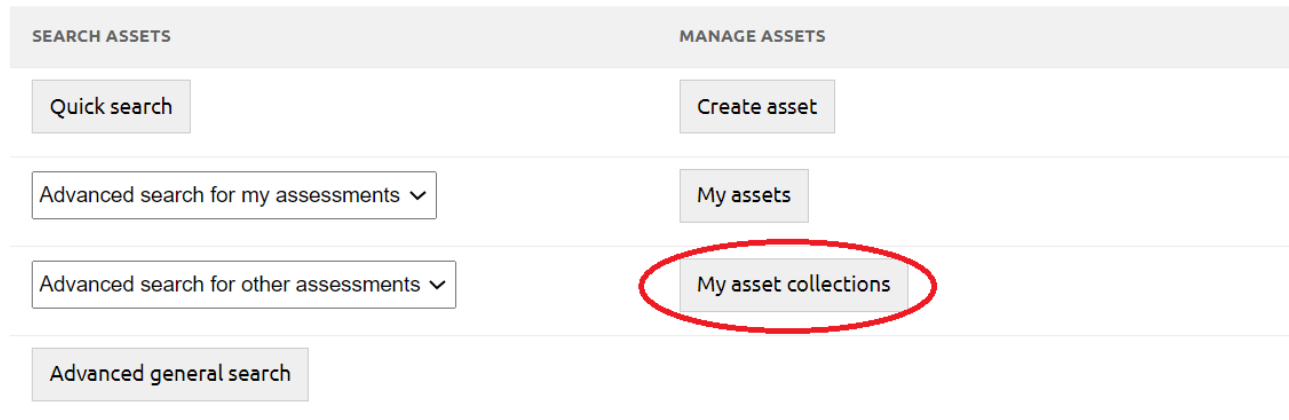 SEARCH ASSETS
MANAGE ASSETS
Quick search
Create asset
Advanced search for my assessments
My assets
Advanced search for other assessments
My asset collections
Advanced general search